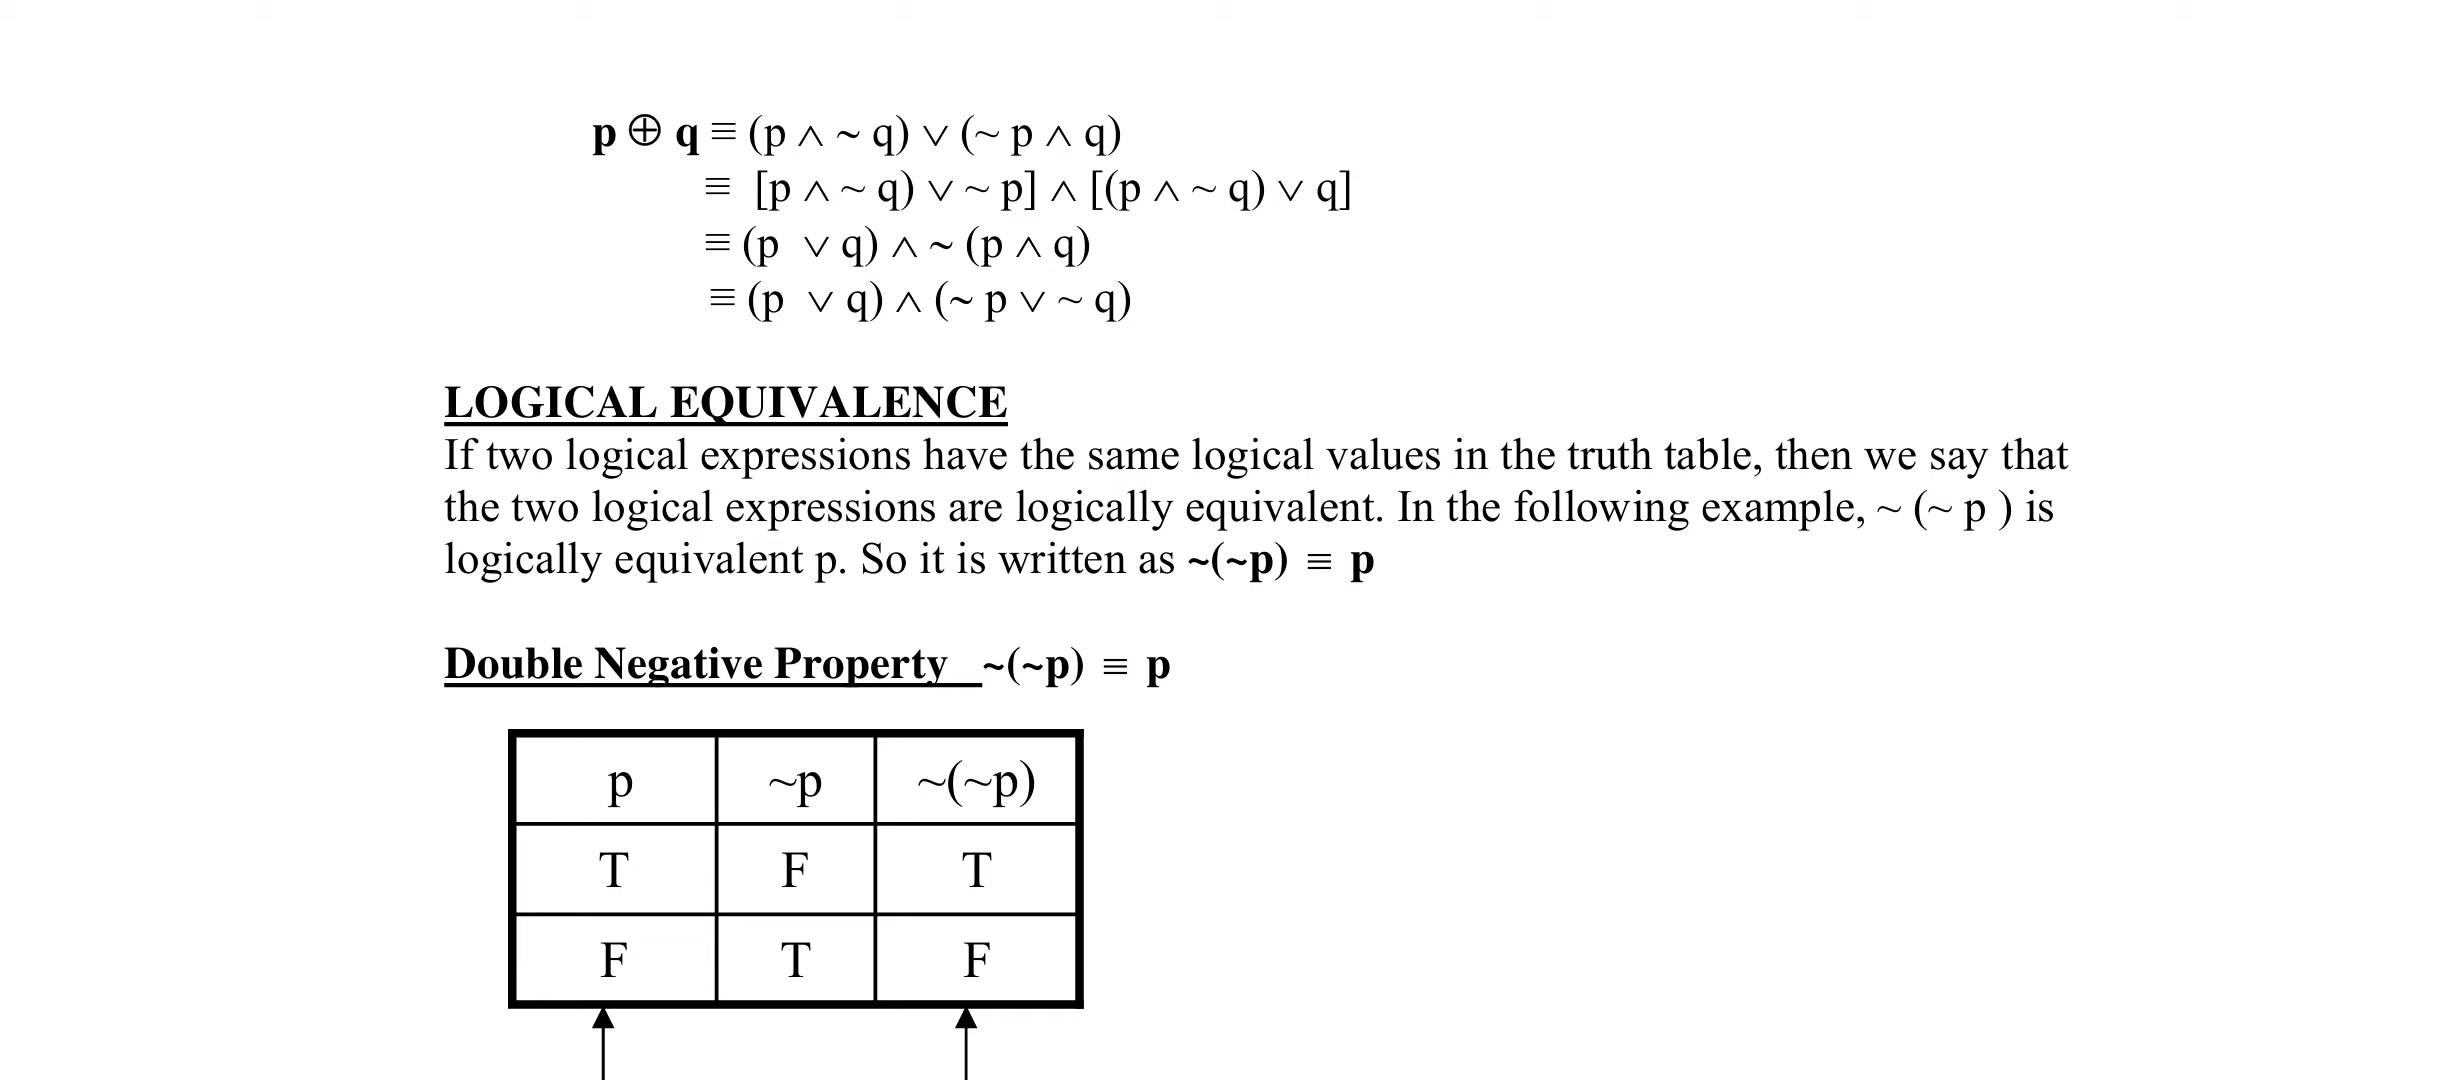 p ⊕ q ≡ (p ∧ ~ q) ∨ (~ p ∧ q)
≡ [p ∧ ~ q) ∨ ~ p] ∧ [(p ∧ ~ q) ∨ q]
≡ (p ∨ q) ∧ ~ (p ∧ q)
≡ (p ∨ q) ∧ (~ p ∨ ~ q)
LOGICAL EQUIVALENCE
If two logical expressions have the same logical values in the truth table, then we say that
the two logical expressions are logically equivalent. In the following example, ~ (~ p ) is
logically equivalent p. So it is written as ~(~p) ≡ p
Double Negative Property ~(~p) ≡ p
p ~p ~(~p)
T F T
F T F